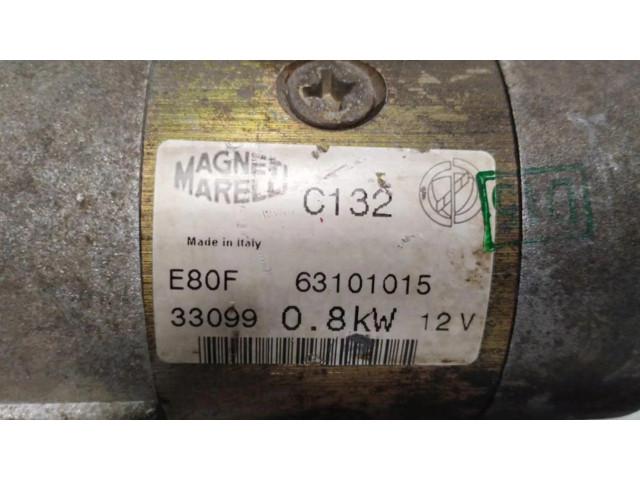 MAGNETI
MARELLI
C132
Made in Italy
E80F 63101015
33099 0.8kW 12V